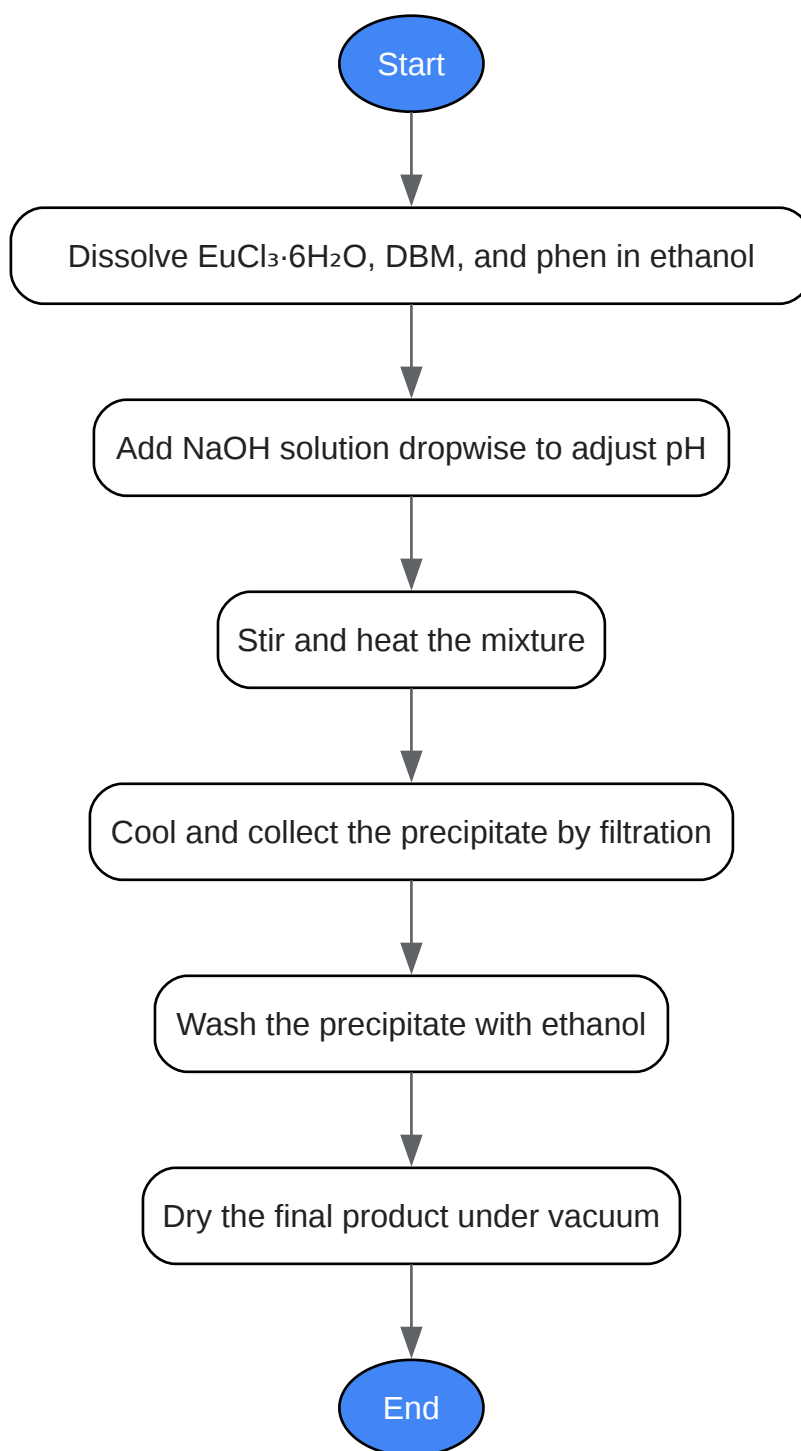 Start
Dissolve EuCl₃·6H₂O, DBM, and phen in ethanol
Add NaOH solution dropwise to adjust pH
Stir and heat the mixture
Cool and collect the precipitate by filtration
Wash the precipitate with ethanol
Dry the final product under vacuum
End